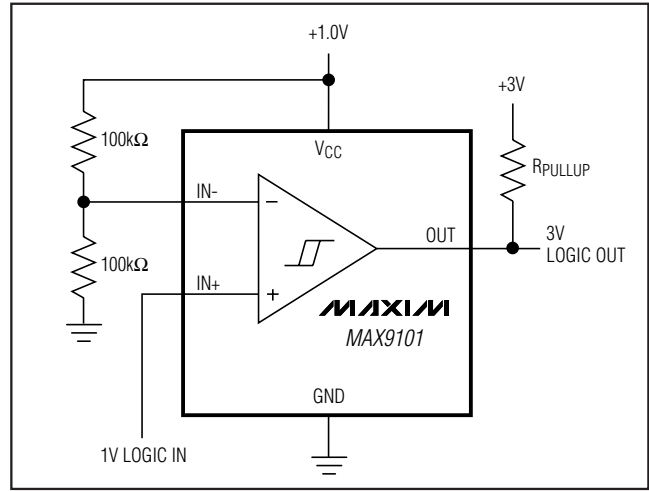 +1.0V
+3V
100kΩ
VCC
RPULLUP
IN-
−
OUT
3V
LOGIC OUT
100kΩ
IN+
+
MAXIM
MAX9101
GND
1V LOGIC IN